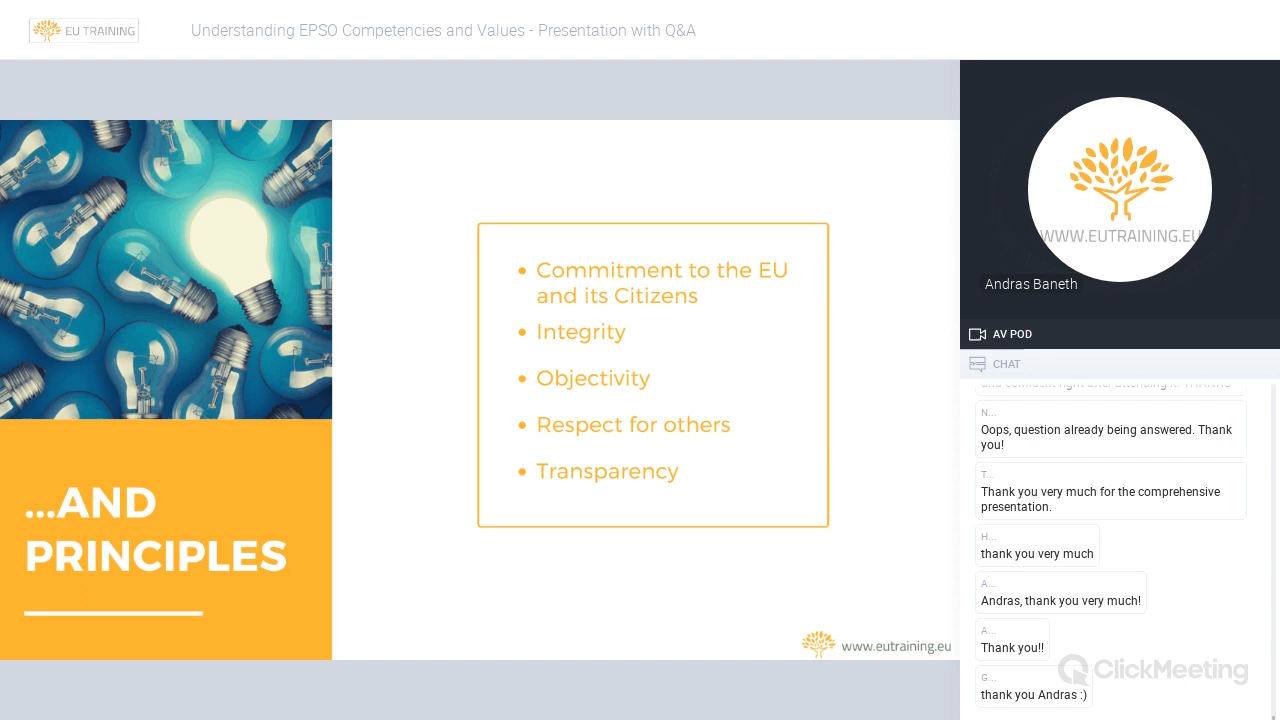 EU TRAINING
Understanding EPSO Competencies and Values - Presentation with Q&A
...AND
PRINCIPLES
• Commitment to the EU
and its Citizens
• Integrity
• Objectivity
• Respect for others
• Transparency
www.eutraining.eu
WWW.EUTRAINING.EU
Andras Baneth
AV POD
CHAT
N...
Oops, question already being answered. Thank
you!
T...
Thank you very much for the comprehensive
presentation.
H...
thank you very much
A...
Andras, thank you very much!
A...
Thank you!!
G...
thank you Andras :)
ClickMeeting